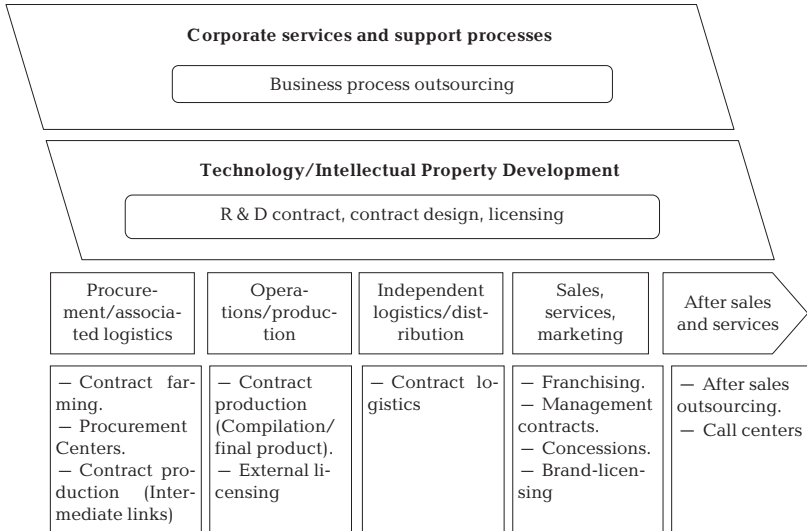 Corporate services and support processes
Business process outsourcing
Technology/Intellectual Property Development
R & D contract, contract design, licensing
Procure-
ment/associa-
ted logistics
Opera-
tions/produc-
tion
Independent
logistics/dist-
ribution
Sales,
services,
marketing
After sales
and services
— Contract far-
ming.
— Procurement
Centers.
— Contract pro-
duction (Inter-
mediate links)
— Contract
production
(Compilation/
final product).
— External li-
censing
— Contract lo-
gistics
— Franchising.
— Management
contracts.
— Concessions.
— Brand-licen-
sing
— After sales
outsourcing.
— Call centers